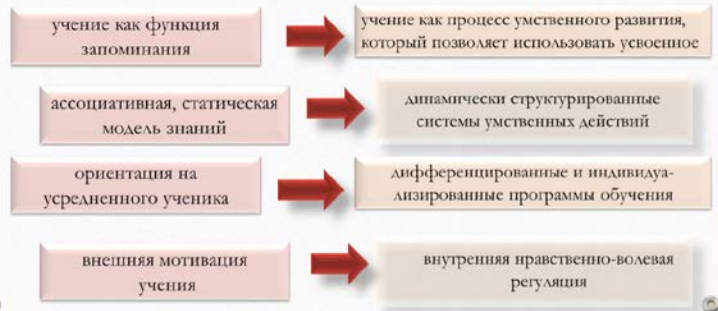 учение как функция
запоминания
учение как процесс умственного развития,
который позволяет использовать усвоенное
ассоциативная, статическая
модель знаний
динамически структурированные
системы умственных действий
ориентация на
усредненного ученика
дифференцированные и индивидуа-
лизированные программы обучения
внешняя мотивация
учения
внутренняя нравственно-волевая
регуляция